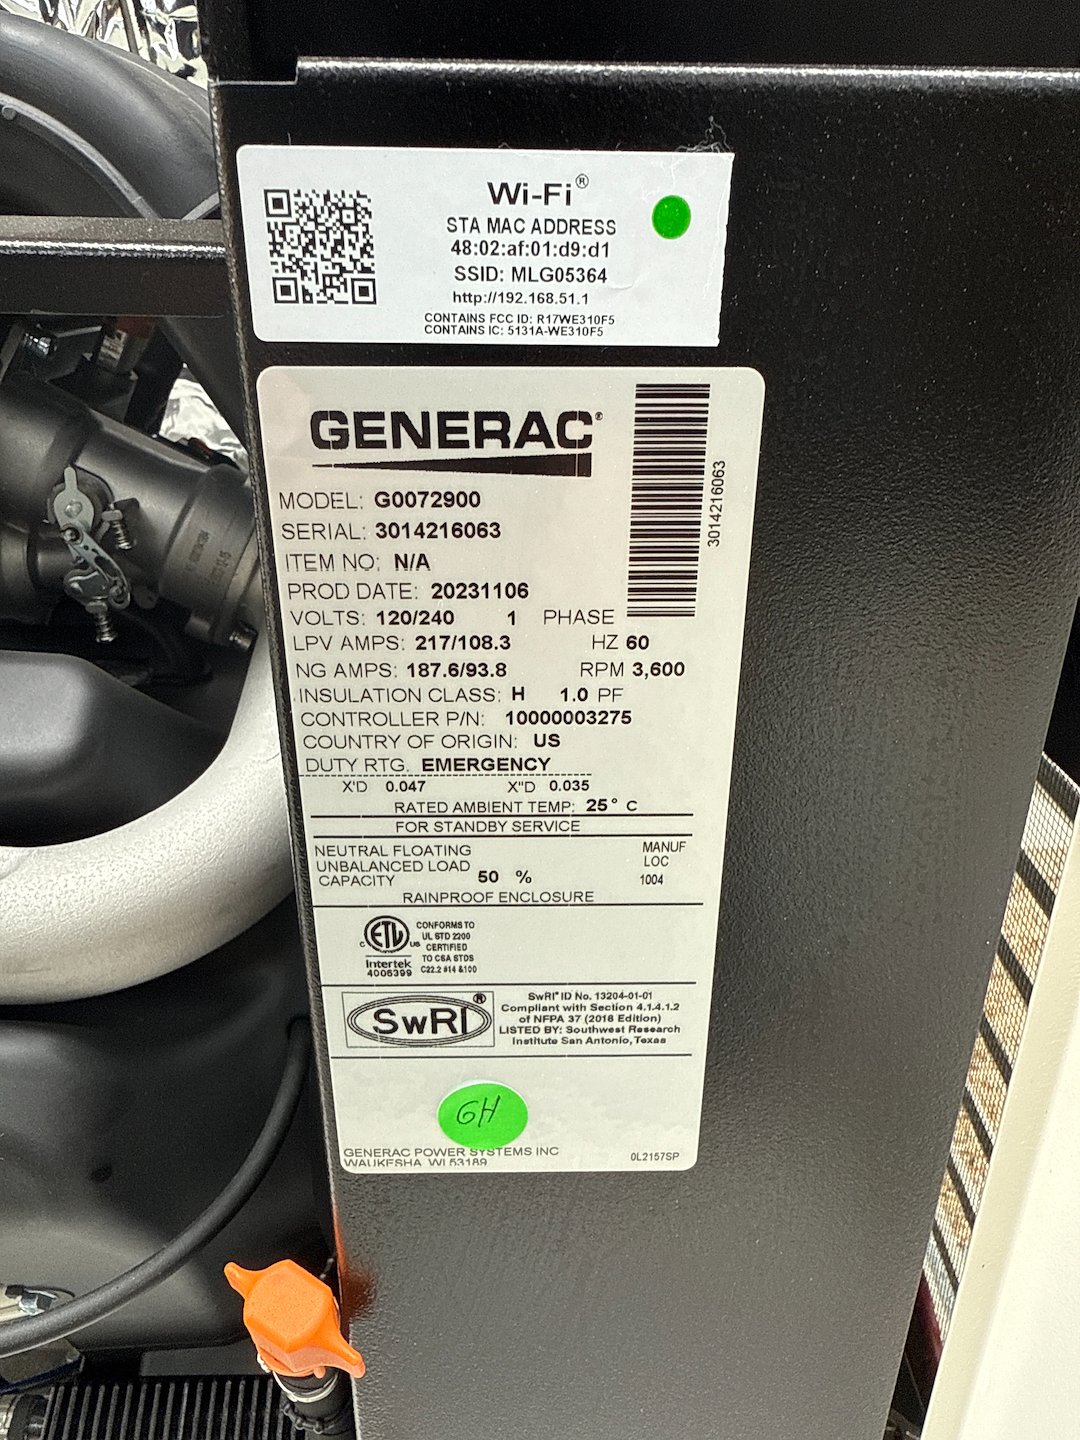 Wi-Fi®
STA MAC ADDRESS
48:02:af:01:d9:d1
SSID: MLG05364
http://192.168.51.1
CONTAINS FCC ID: R17WE310F5
CONTAINS IC: 5131A-WE310F5
GENERAC®
3014216063
MODEL: G0072900
SERIAL: 3014216063
ITEM NO: N/A
PROD DATE: 20231106
VOLTS: 120/240 1 PHASE
LPV AMPS: 217/108.3 HZ 60
NG AMPS: 187.6/93.8 RPM 3,600
INSULATION CLASS: H 1.0 PF
CONTROLLER P/N: 10000003275
COUNTRY OF ORIGIN: US
DUTY RTG. EMERGENCY
X'D 0.047 X"D 0.035
RATED AMBIENT TEMP: 25° C
FOR STANDBY SERVICE
NEUTRAL FLOATING
UNBALANCED LOAD
CAPACITY 50 %
MANUF
LOC
1004
RAINPROOF ENCLOSURE
C ETL US
Intertek
4006399
CONFORMS TO
UL STD 2200
CERTIFIED
TO CSA STDS
C22.2 #14 &100
SwRI®
SwRI® ID No. 13204-01-01
Compliant with Section 4.1.4.1.2
of NFPA 37 (2018 Edition)
LISTED BY: Southwest Research
Institute San Antonio, Texas
GH
GENERAC POWER SYSTEMS INC
WAUKESHA, WI 53189
0L2157SP